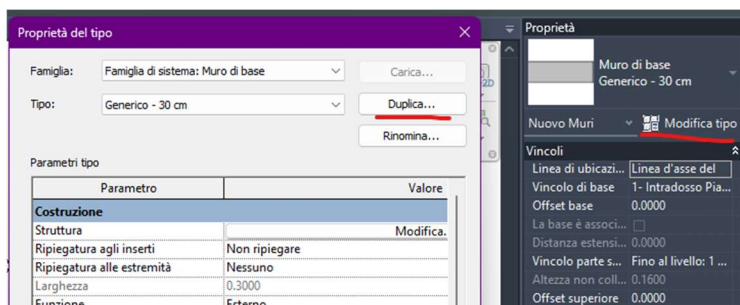 Proprietà del tipo
Famiglia: Famiglia di sistema: Muro di base Carica...
Tipo: Generico - 30 cm Duplica...
Rinomina...
Parametri tipo
Parametro Valore
Costruzione
Struttura Modifica.
Ripiegatura agli inserti Non ripiegare
Ripiegatura alle estremità Nessuno
Larghezza 0.3000
Funzione Esterno
2D
Proprietà
Muro di base
Generico - 30 cm
Nuovo Muri Modifica tipo
Vincoli
Linea di ubicazi... Linea d'asse del
Vincolo di base 1- Intradosso Pia...
Offset base 0.0000
La base è associ...
Distanza estensi... 0.0000
Vincolo parte s... Fino al livello: 1 ...
Altezza non coll... 0.1600
Offset superiore 0.0000